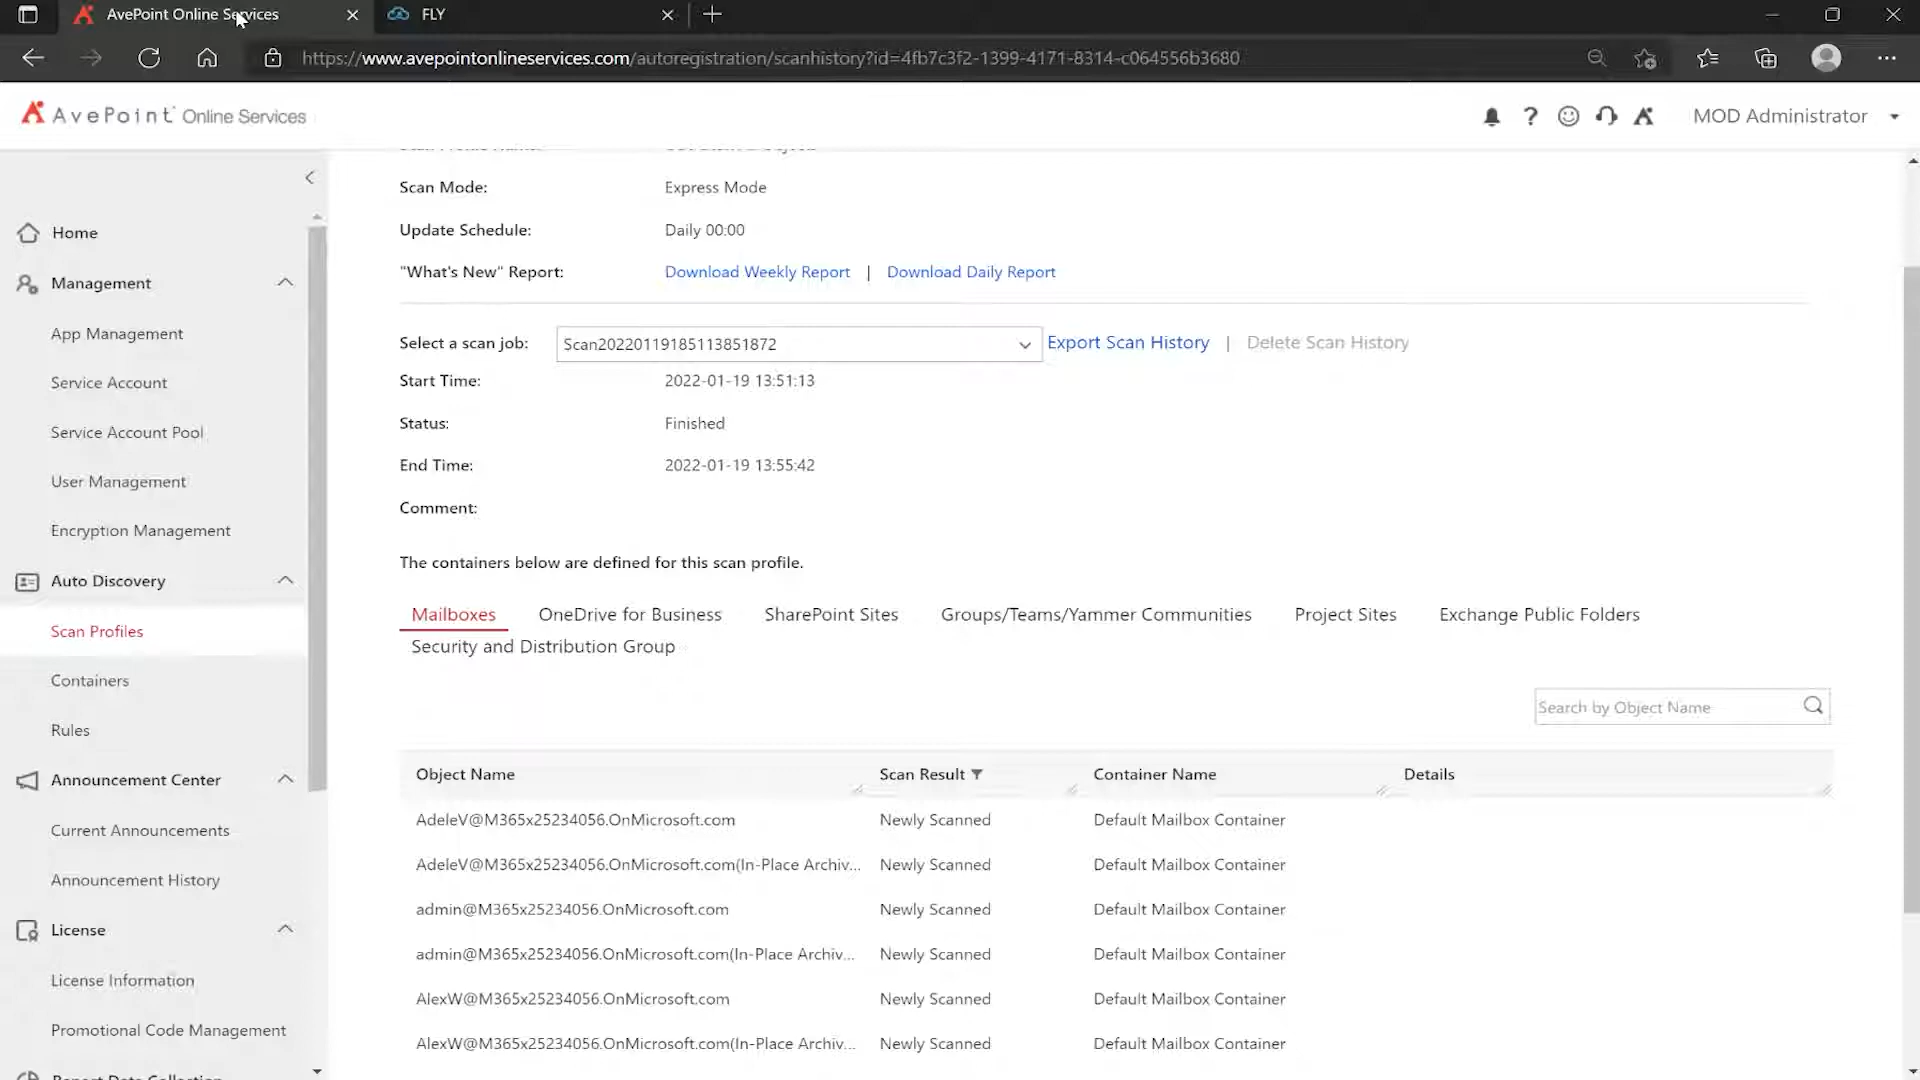 AvePoint Online Services
FLY
https://www.avepointonlineservices.com/autoregistration/scanhistory?id=4fb7c3f2-1399-4171-8314-c064556b3680
AvePoint Online Services
MOD Administrator
Home
Management
App Management
Service Account
Service Account Pool
User Management
Encryption Management
Auto Discovery
Scan Profiles
Containers
Rules
Announcement Center
Current Announcements
Announcement History
License
License Information
Promotional Code Management
Scan Mode: Express Mode
Update Schedule: Daily 00:00
"What's New" Report: Download Weekly Report | Download Daily Report
Select a scan job: Scan20220119185113851872 Export Scan History | Delete Scan History
Start Time: 2022-01-19 13:51:13
Status: Finished
End Time: 2022-01-19 13:55:42
Comment:
The containers below are defined for this scan profile.
Mailboxes OneDrive for Business SharePoint Sites Groups/Teams/Yammer Communities Project Sites Exchange Public Folders
Security and Distribution Group
Search by Object Name
Object Name Scan Result Container Name Details
AdeleV@M365x25234056.OnMicrosoft.com Newly Scanned Default Mailbox Container
AdeleV@M365x25234056.OnMicrosoft.com(In-Place Archiv... Newly Scanned Default Mailbox Container
admin@M365x25234056.OnMicrosoft.com Newly Scanned Default Mailbox Container
admin@M365x25234056.OnMicrosoft.com(In-Place Archiv... Newly Scanned Default Mailbox Container
AlexW@M365x25234056.OnMicrosoft.com Newly Scanned Default Mailbox Container
AlexW@M365x25234056.OnMicrosoft.com(In-Place Archiv... Newly Scanned Default Mailbox Container